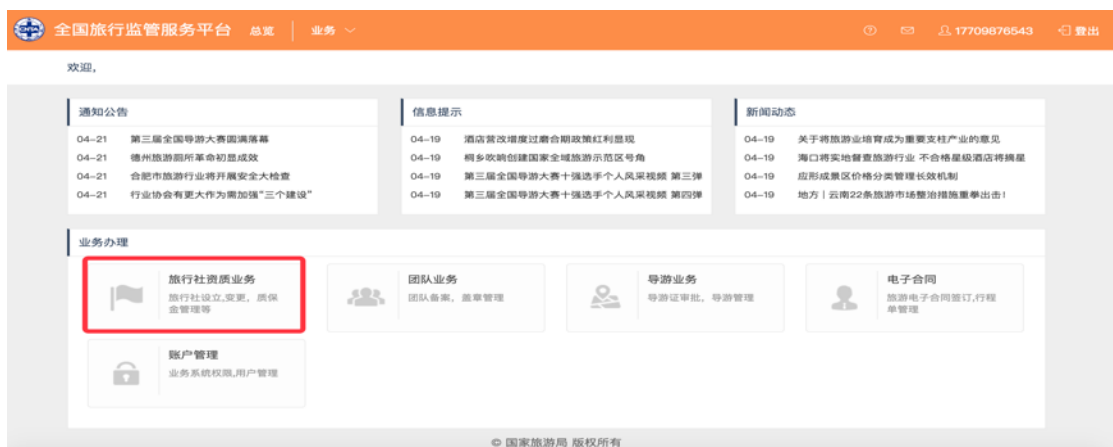 CNTA 全国旅行监管服务平台 总览 业务 17709876543 登出
欢迎,
通知公告
04-21 第三届全国导游大赛圆满落幕
04-21 德州旅游厕所革命初显成效
04-21 合肥市旅游行业将开展安全大检查
04-21 行业协会有更大作为需加强“三个建设”
信息提示
04-19 酒店营改增度过磨合期政策红利显现
04-19 桐乡吹响创建国家全域旅游示范区号角
04-19 第三届全国导游大赛十强选手个人风采视频 第三弹
04-19 第三届全国导游大赛十强选手个人风采视频 第四弹
新闻动态
04-19 关于将旅游业培育成为重要支柱产业的意见
04-19 海口将实地督查旅游行业 不合格星级酒店将摘星
04-19 应形成景区价格分类管理长效机制
04-19 地方|云南22条旅游市场整治措施重拳出击!
业务办理
旅行社资质业务
旅行社设立,变更，质保
金管理等
团队业务
团队备案，盖章管理
导游业务
导游证审批，导游管理
电子合同
旅游电子合同签订,行程
单管理
账户管理
业务系统权限,用户管理
© 国家旅游局 版权所有